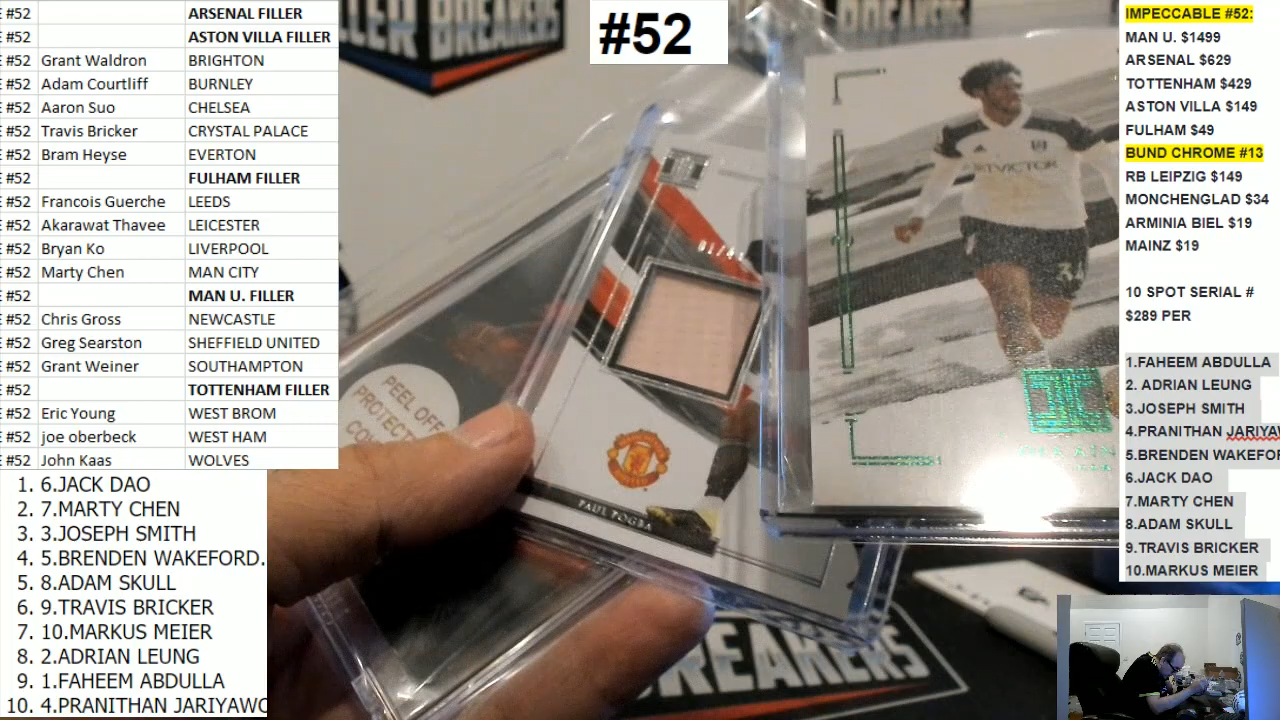 #52 ARSENAL FILLER
#52 ASTON VILLA FILLER
#52 Grant Waldron BRIGHTON
#52 Adam Courtliff BURNLEY
#52 Aaron Suo CHELSEA
#52 Travis Bricker CRYSTAL PALACE
#52 Bram Heyse EVERTON
#52 FULHAM FILLER
#52 Francois Guerche LEEDS
#52 Akarawat Thavee LEICESTER
#52 Bryan Ko LIVERPOOL
#52 Marty Chen MAN CITY
#52 MAN U. FILLER
#52 Chris Gross NEWCASTLE
#52 Greg Searston SHEFFIELD UNITED
#52 Grant Weiner SOUTHAMPTON
#52 TOTTENHAM FILLER
#52 Eric Young WEST BROM
#52 joe oberbeck WEST HAM
#52 John Kaas WOLVES
1. 6.JACK DAO
2. 7.MARTY CHEN
3. 3.JOSEPH SMITH
4. 5.BRENDEN WAKEFORD.
5. 8.ADAM SKULL
6. 9.TRAVIS BRICKER
7. 10.MARKUS MEIER
8. 2.ADRIAN LEUNG
9. 1.FAHEEM ABDULLA
10. 4.PRANITHAN JARIYAWO
#52
BREAKERS
PEEL OFF
PAUL POGBA
BREAKERS
IMPECCABLE #52:
MAN U. $1499
ARSENAL $629
TOTTENHAM $429
ASTON VILLA $149
FULHAM $49
BUND CHROME #13
RB LEIPZIG $149
MONCHENGLAD $34
ARMINIA BIEL $19
MAINZ $19
10 SPOT SERIAL #
$289 PER
1.FAHEEM ABDULLA
2. ADRIAN LEUNG
3.JOSEPH SMITH
4.PRANITHAN JARIYAW
5.BRENDEN WAKEFOR
6.JACK DAO
7.MARTY CHEN
8.ADAM SKULL
9.TRAVIS BRICKER
10.MARKUS MEIER